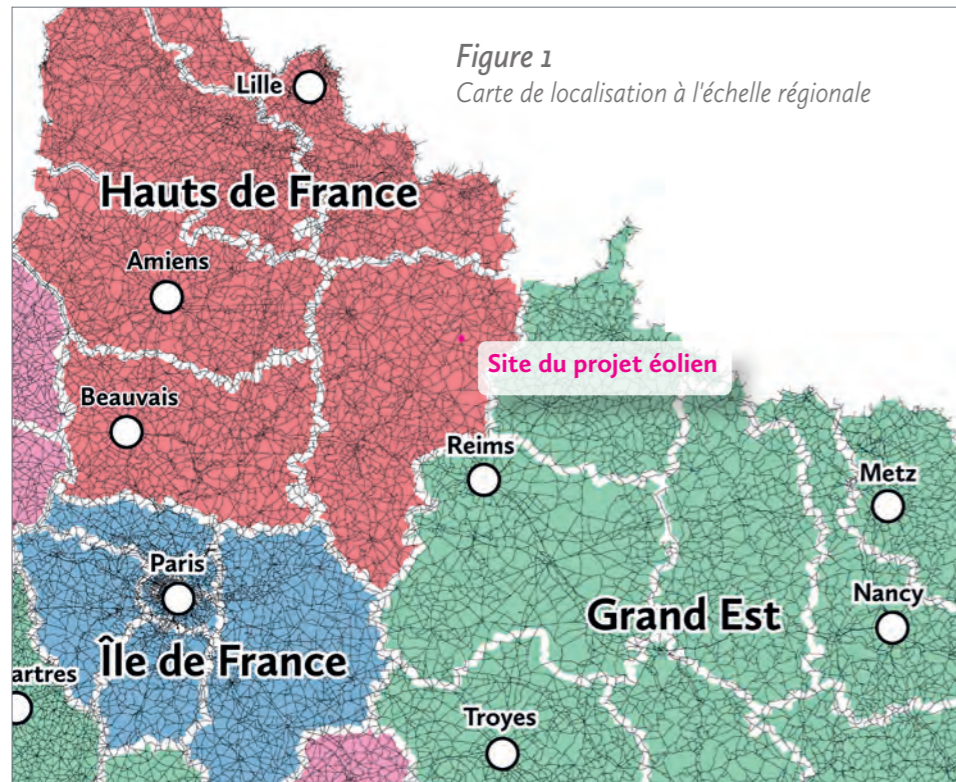 Figure 1
Carte de localisation à l'échelle régionale
Lille
Hauts de France
Amiens
Site du projet éolien
Beauvais
Reims
Metz
Paris
Nancy
Grand Est
Île de France
artres
Troyes